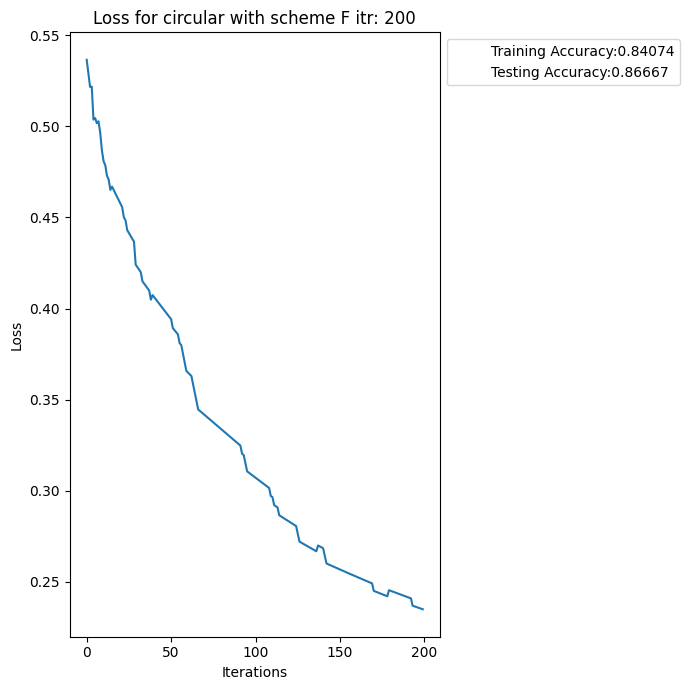 Loss for circular with scheme F itr: 200
Training Accuracy:0.84074
Testing Accuracy:0.86667
0.55
0.50
0.45
0.40
0.35
0.30
0.25
Loss
0 50 100 150 200
Iterations